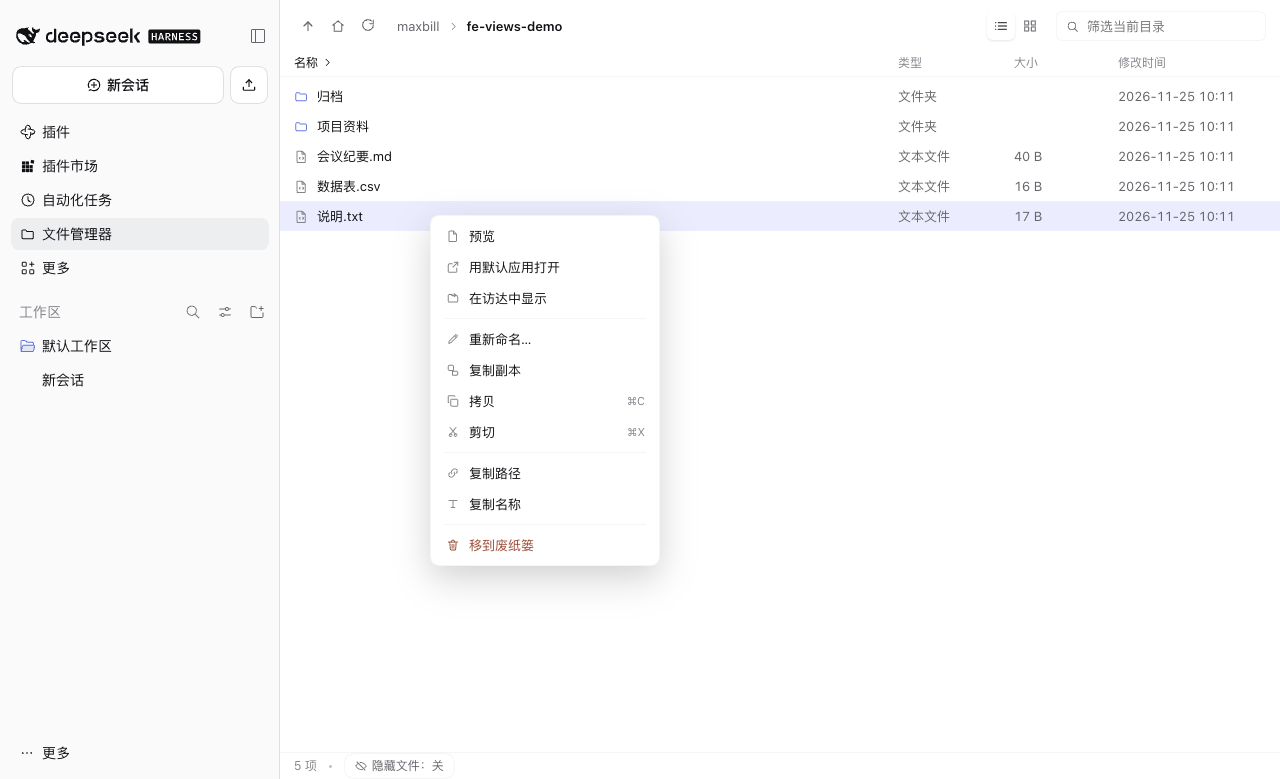 deepseek HARNESS
新会话
插件
插件市场
自动化任务
文件管理器
更多
工作区
默认工作区
新会话
更多
maxbill › fe-views-demo
筛选当前目录
名称 类型 大小 修改时间
归档 文件夹 2026-11-25 10:11
项目资料 文件夹 2026-11-25 10:11
会议纪要.md 文本文件 40 B 2026-11-25 10:11
数据表.csv 文本文件 16 B 2026-11-25 10:11
说明.txt 文本文件 17 B 2026-11-25 10:11
预览
用默认应用打开
在访达中显示
重新命名...
复制副本
拷贝 ⌘C
剪切 ⌘X
复制路径
复制名称
移到废纸篓
5 项 • 隐藏文件：关